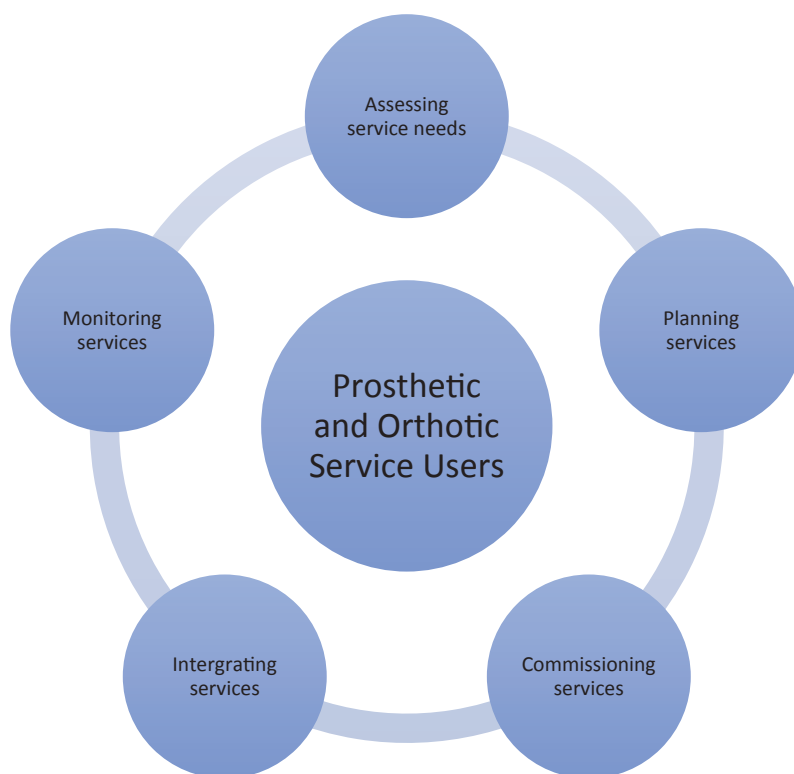 Assessing
service needs
Planning
services
Commissioning
services
Intergrating
services
Monitoring
services
Prosthetic
and Orthotic
Service Users